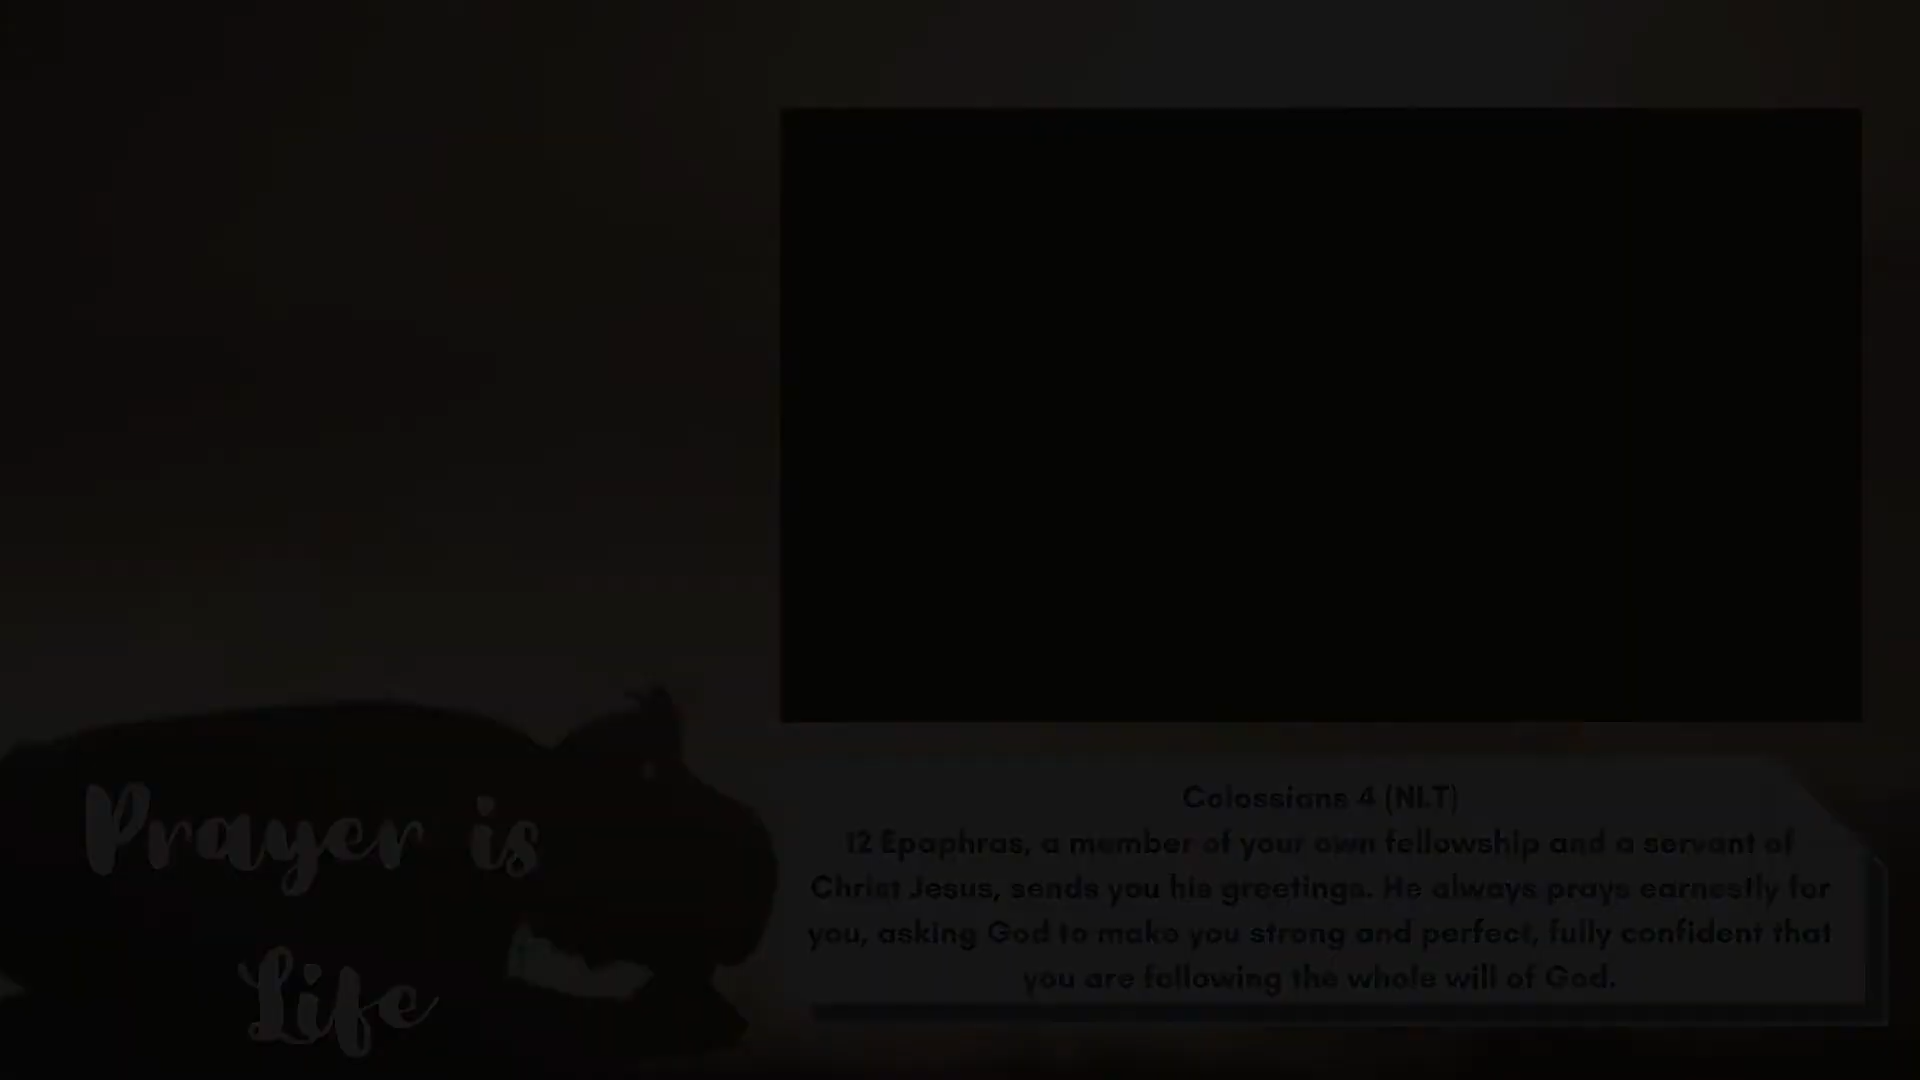 Prayer is
Life
Colossians 4 (NLT)
12 Epaphras, a member of your own fellowship and a servant of
Christ Jesus, sends you his greetings. He always prays earnestly for
you, asking God to make you strong and perfect, fully confident that
you are following the whole will of God.